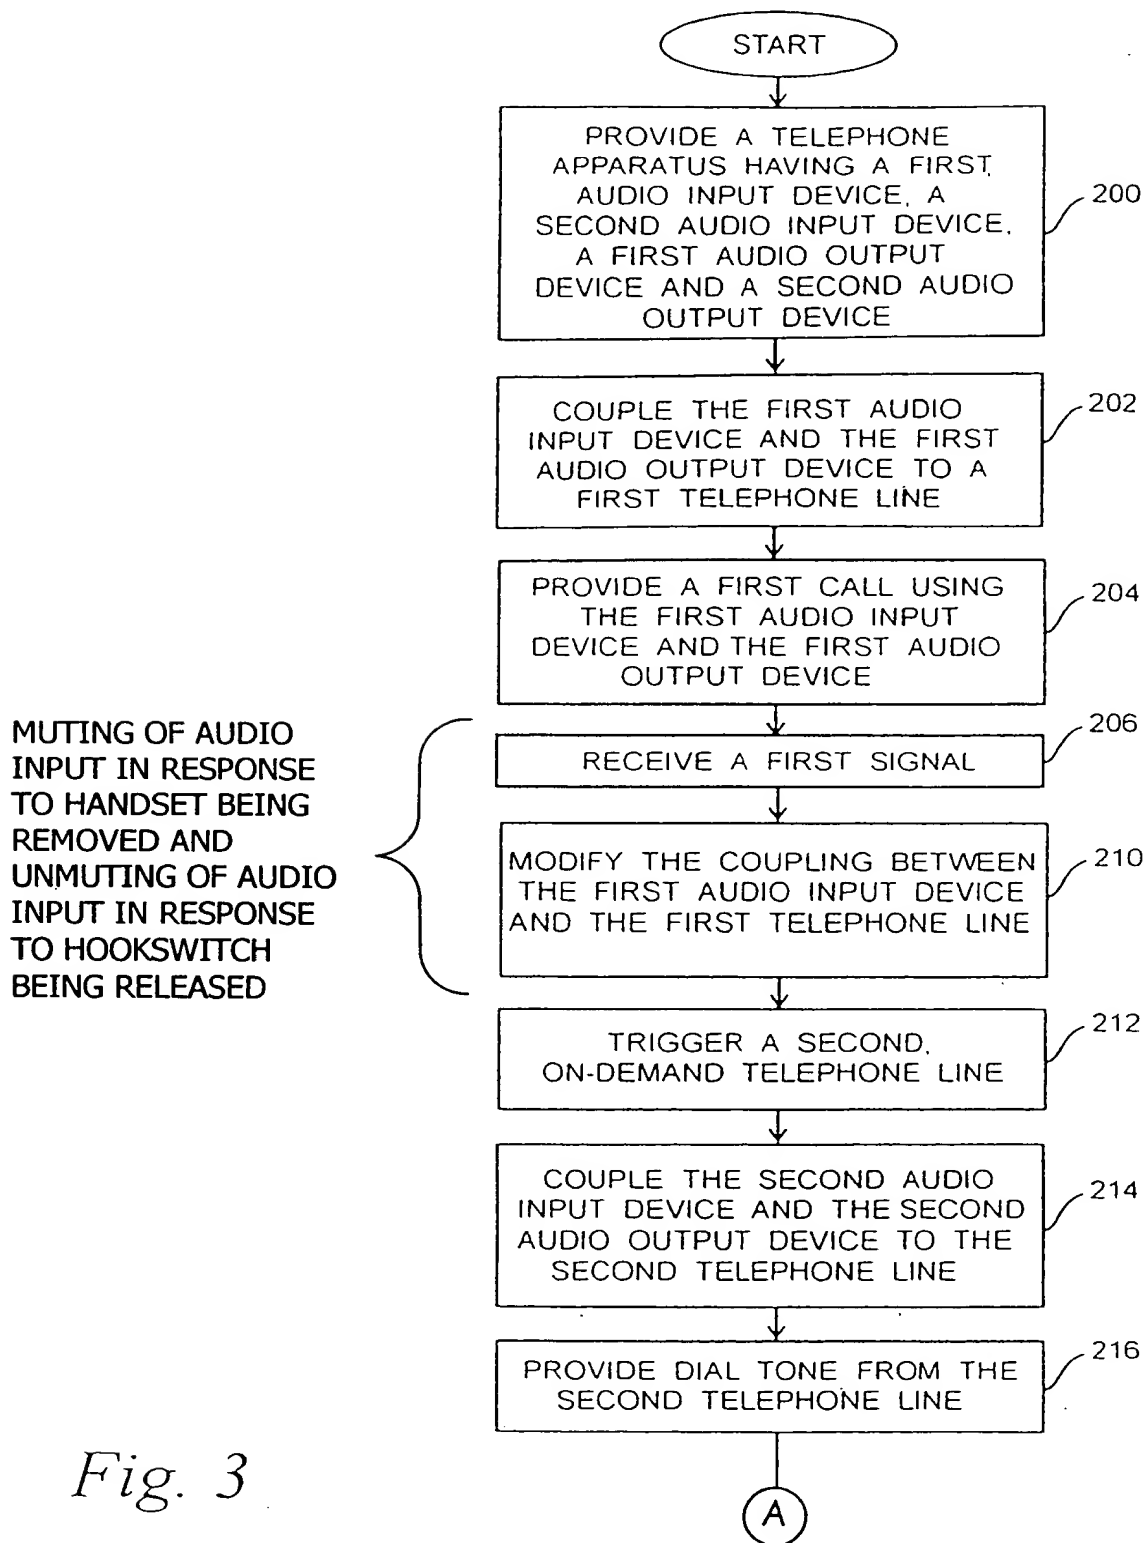 START
PROVIDE A TELEPHONE
APPARATUS HAVING A FIRST
AUDIO INPUT DEVICE, A
SECOND AUDIO INPUT DEVICE,
A FIRST AUDIO OUTPUT
DEVICE AND A SECOND AUDIO
OUTPUT DEVICE
200
COUPLE THE FIRST AUDIO
INPUT DEVICE AND THE FIRST
AUDIO OUTPUT DEVICE TO A
FIRST TELEPHONE LINE
202
PROVIDE A FIRST CALL USING
THE FIRST AUDIO INPUT
DEVICE AND THE FIRST AUDIO
OUTPUT DEVICE
204
MUTING OF AUDIO
INPUT IN RESPONSE
TO HANDSET BEING
REMOVED AND
UNMUTING OF AUDIO
INPUT IN RESPONSE
TO HOOKSWITCH
BEING RELEASED
RECEIVE A FIRST SIGNAL
206
MODIFY THE COUPLING BETWEEN
THE FIRST AUDIO INPUT DEVICE
AND THE FIRST TELEPHONE LINE
210
TRIGGER A SECOND,
ON-DEMAND TELEPHONE LINE
212
COUPLE THE SECOND AUDIO
INPUT DEVICE AND THE SECOND
AUDIO OUTPUT DEVICE TO THE
SECOND TELEPHONE LINE
214
PROVIDE DIAL TONE FROM THE
SECOND TELEPHONE LINE
216
A
Fig. 3